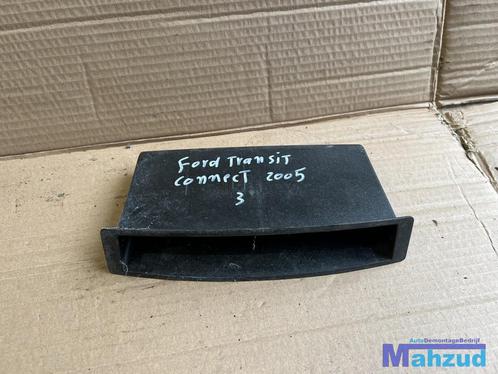 Ford Transit
connect 2005
3
AutoDemontageBedrijf
Mahzud